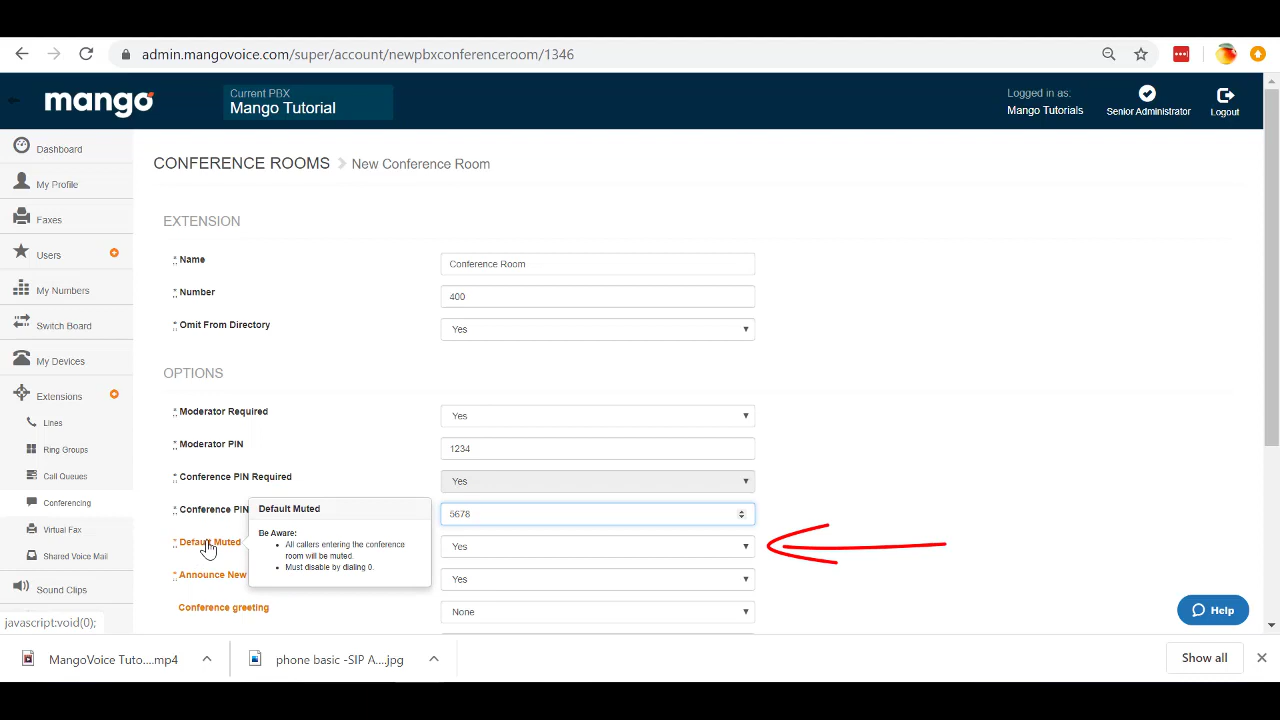 admin.mangovoice.com/super/account/newpbxconferenceroom/1346
mango
Current PBX
Mango Tutorial
Logged in as:
Mango Tutorials
Senior Administrator
Logout
Dashboard
My Profile
Faxes
Users
My Numbers
Switch Board
My Devices
Extensions
Lines
Ring Groups
Call Queues
Conferencing
Virtual Fax
Shared Voice Mail
Sound Clips
CONFERENCE ROOMS New Conference Room
EXTENSION
* Name Conference Room
* Number 400
* Omit From Directory Yes
OPTIONS
* Moderator Required Yes
* Moderator PIN 1234
* Conference PIN Required Yes
* Conference PIN 5678
* Default Muted Yes
* Announce New Yes
Conference greeting None
Default Muted
Be Aware:
• All callers entering the conference
room will be muted.
• Must disable by dialing 0.
Help
javascript:void(0);
MangoVoice Tuto....mp4
phone basic -SIP A....jpg
Show all